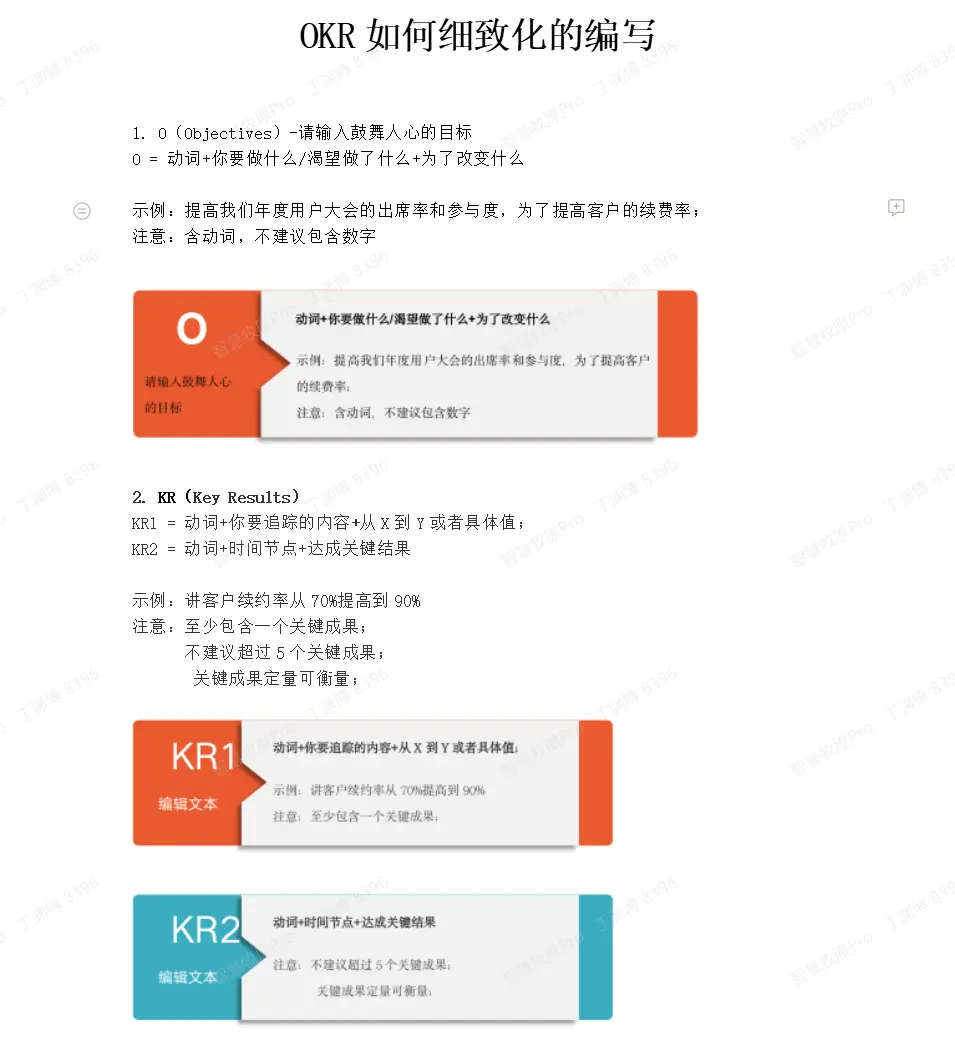 OKR 如何细致化的编写
1. O（Objectives）-请输入鼓舞人心的目标
O = 动词+你要做什么/渴望做了什么+为了改变什么
示例：提高我们年度用户大会的出席率和参与度，为了提高客户的续费率；
注意：含动词，不建议包含数字
O
请输入鼓舞人心
的目标
动词+你要做什么/渴望做了什么+为了改变什么
示例：提高我们年度用户大会的出席率和参与度，为了提高客户
的续费率；
注意：含动词，不建议包含数字
2. KR（Key Results）
KR1 = 动词+你要追踪的内容+从 X 到 Y 或者具体值；
KR2 = 动词+时间节点+达成关键结果
示例：讲客户续约率从 70%提高到 90%
注意：至少包含一个关键成果；
不建议超过 5 个关键成果；
关键成果定量可衡量；
KR1
编辑文本
动词+你要追踪的内容+从 X 到 Y 或者具体值；
示例：讲客户续约率从 70%提高到 90%
注意：至少包含一个关键成果；
KR2
编辑文本
动词+时间节点+达成关键结果
注意：不建议超过 5 个关键成果；
关键成果定量可衡量；
智慧牧原Pro